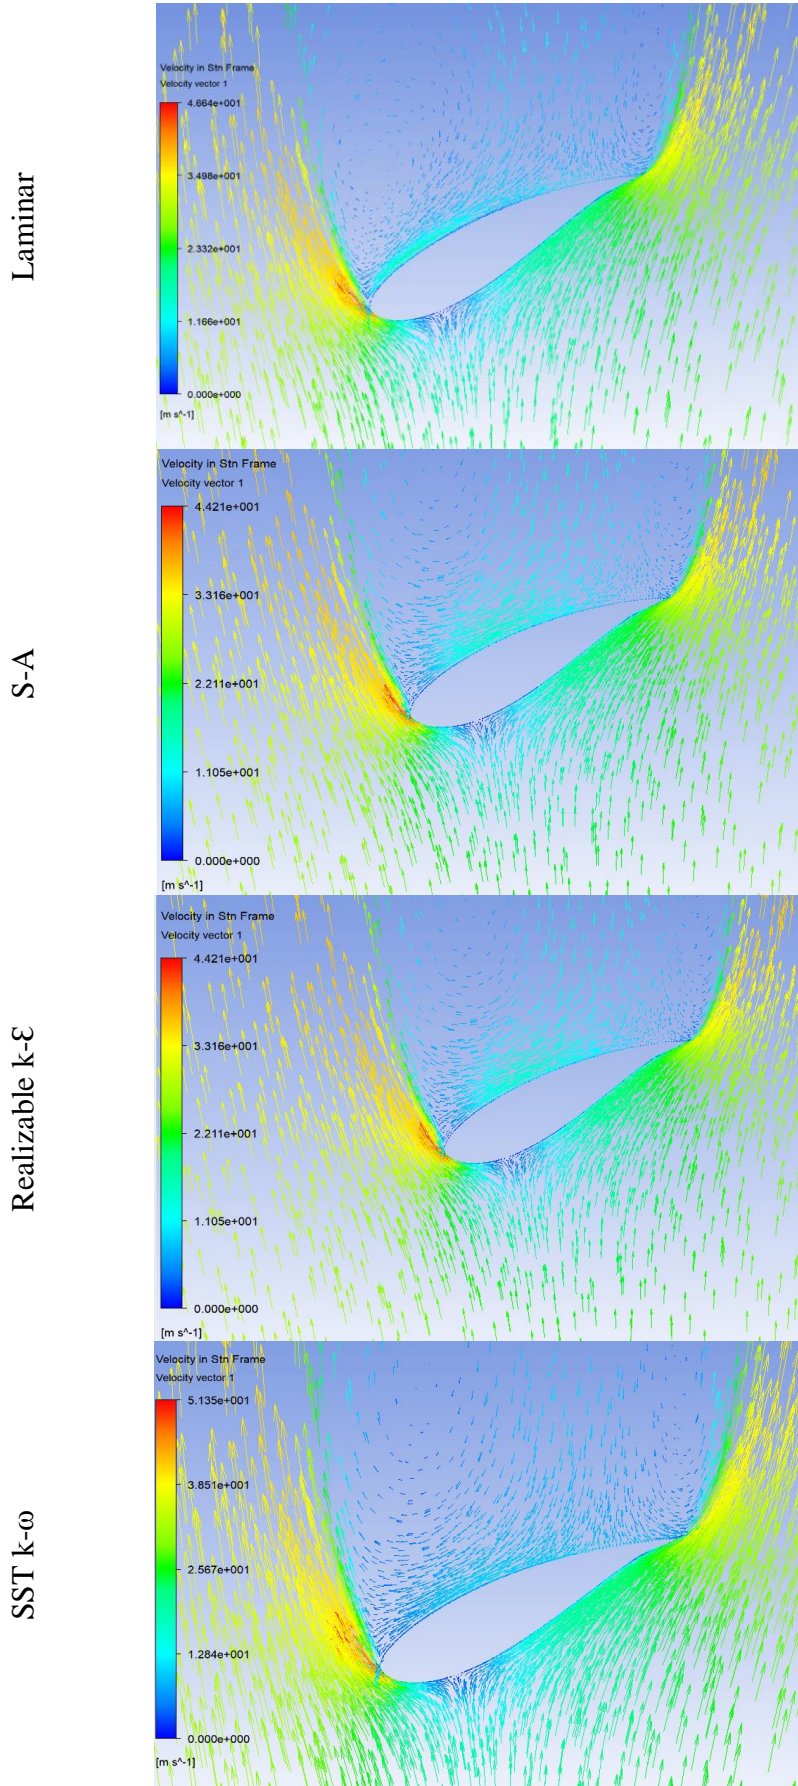 Laminar
Velocity in Stn Frame
Velocity vector 1
4.664e+001
3.498e+001
2.332e+001
1.166e+001
0.000e+000
[m s^-1]
S-A
Velocity in Stn Frame
Velocity vector 1
4.421e+001
3.316e+001
2.211e+001
1.105e+001
0.000e+000
[m s^-1]
Realizable k-Ɛ
Velocity in Stn Frame
Velocity vector 1
4.421e+001
3.316e+001
2.211e+001
1.105e+001
0.000e+000
[m s^-1]
SST k-ω
Velocity in Stn Frame
Velocity vector 1
5.135e+001
3.851e+001
2.567e+001
1.284e+001
0.000e+000
[m s^-1]